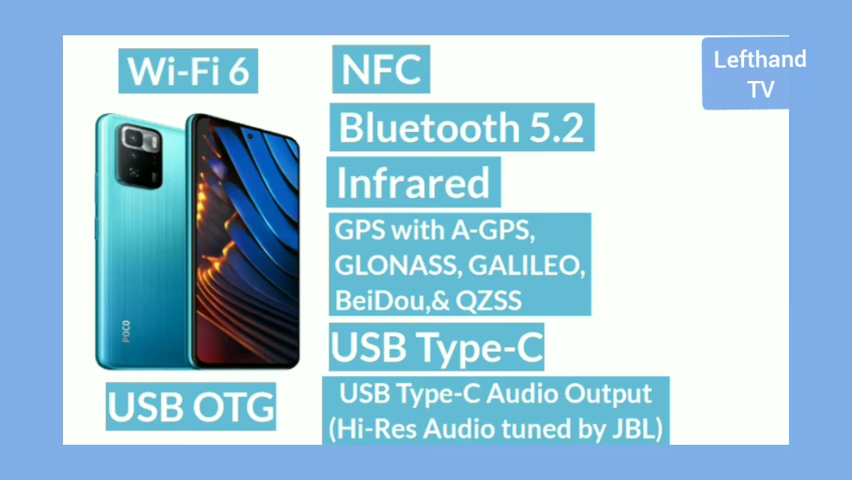 Wi-Fi 6
NFC
Lefthand
TV
Bluetooth 5.2
Infrared
GPS with A-GPS,
GLONASS, GALILEO,
BeiDou,& QZSS
POCO
USB Type-C
USB OTG
USB Type-C Audio Output
(Hi-Res Audio tuned by JBL)